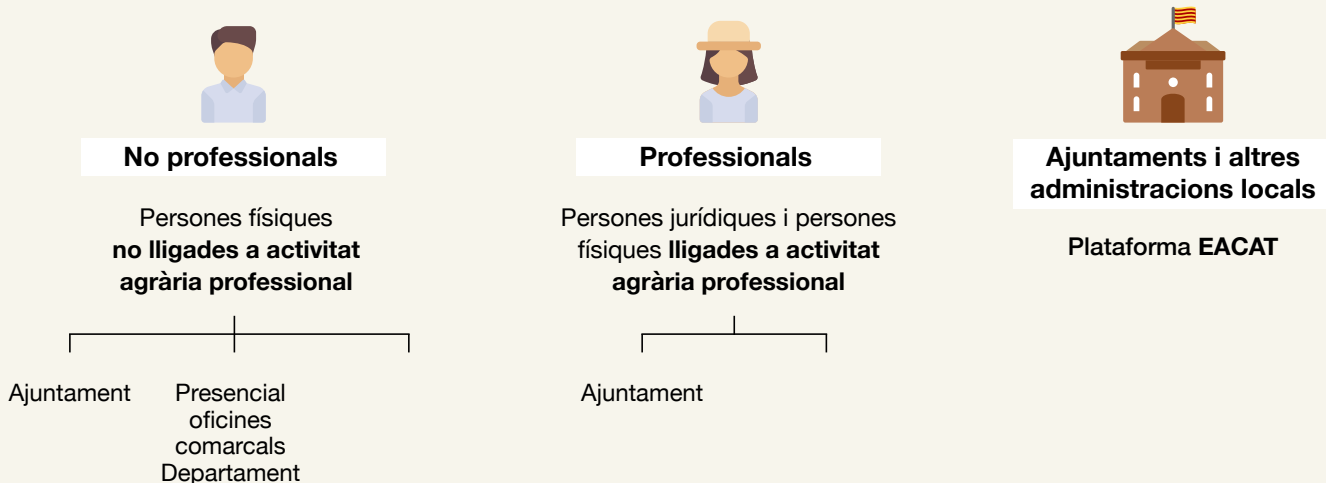 No professionals
Persones físiques
no lligades a activitat
agrària professional
Ajuntament
Presencial
oficines
comarcals
Departament
Professionals
Persones jurídiques i persones
físiques lligades a activitat
agrària professional
Ajuntament
Ajuntaments i altres
administracions locals
Plataforma EACAT